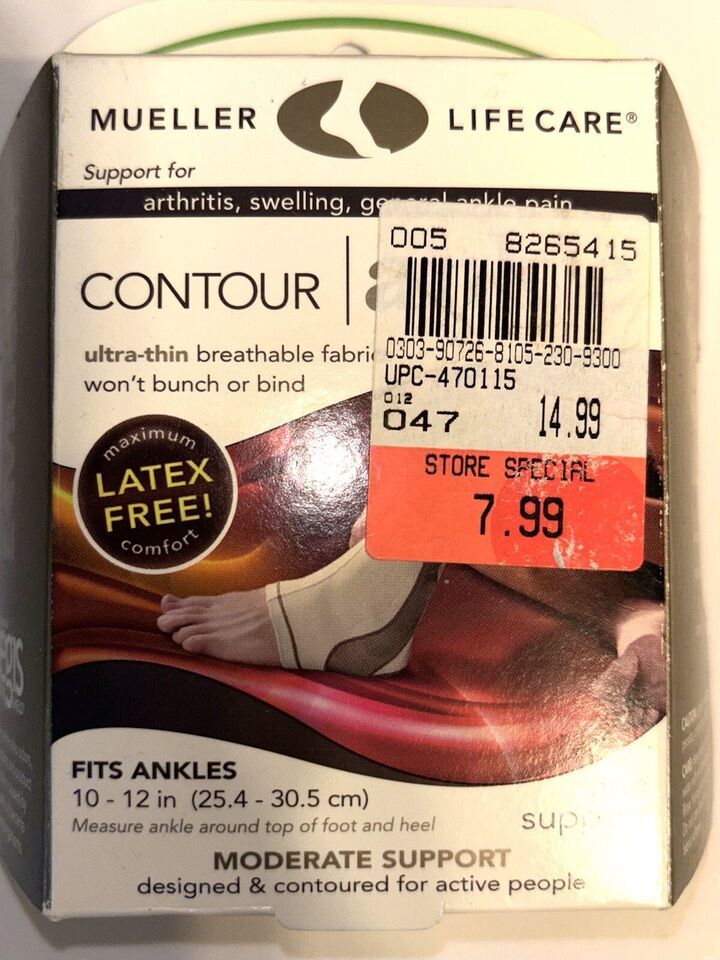 MUELLER LIFE CARE®
Support for
arthritis, swelling, general ankle pain
CONTOUR
ultra-thin breathable
won't bunch or bind
maximum
LATEX
FREE!
comfort
005 8265415
0303-90726-8105-230-9300
UPC-470115
012
047 14.99
STORE SPECIAL
7.99
FITS ANKLES
10 - 12 in (25.4 - 30.5 cm)
Measure ankle around top of foot and heel
MODERATE SUPPORT
designed & contoured for active people